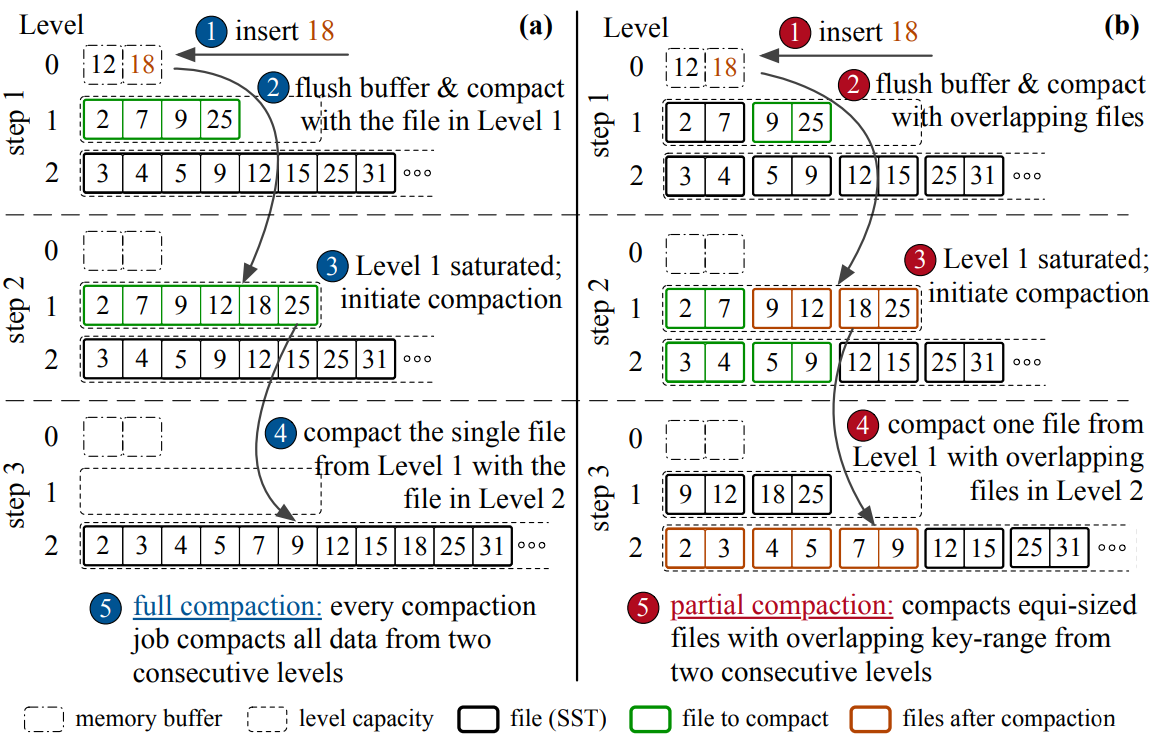 Level
1 insert 18
(a)
0 12 18
2 flush buffer & compact
with the file in Level 1
step 1
1 2 7 9 25
2 3 4 5 9 12 15 25 31 ooo
0
3 Level 1 saturated;
initiate compaction
step 2
1 2 7 9 12 18 25
2 3 4 5 9 12 15 25 31 ooo
0
4 compact the single file
from Level 1 with the
file in Level 2
step 3
1
2 2 3 4 5 7 9 12 15 18 25 31 ooo
5 full compaction: every compaction
job compacts all data from two
consecutive levels
Level
1 insert 18
(b)
0 12 18
2 flush buffer & compact
with overlapping files
step 1
1 2 7 9 25
2 3 4 5 9 12 15 25 31 ooo
0
3 Level 1 saturated;
initiate compaction
step 2
1 2 7 9 12 18 25
2 3 4 5 9 12 15 25 31 ooo
0
4 compact one file from
Level 1 with overlapping
files in Level 2
step 3
1 9 12 18 25
2 2 3 4 5 7 9 12 15 25 31 ooo
5 partial compaction: compacts equi-sized
files with overlapping key-range from
two consecutive levels
memory buffer level capacity file (SST) file to compact files after compaction